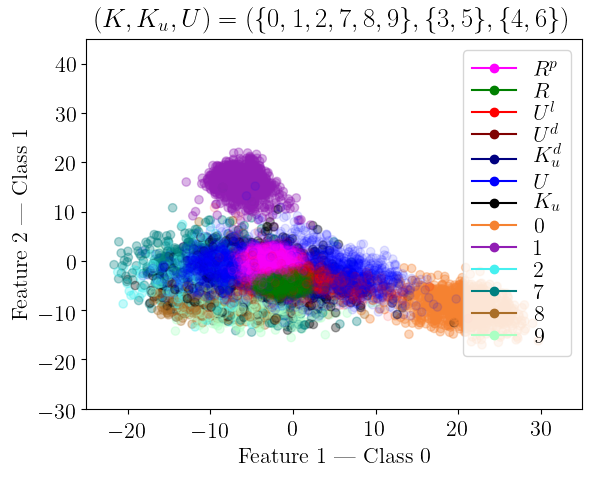 (K, K_u, U) = ({0, 1, 2, 7, 8, 9}, {3, 5}, {4, 6})
R^p
R
U^l
U^d
K_u^d
U
K_u
0
1
2
7
8
9
40
30
20
10
0
−10
−20
−30
Feature 2 — Class 1
−20 −10 0 10 20 30
Feature 1 — Class 0